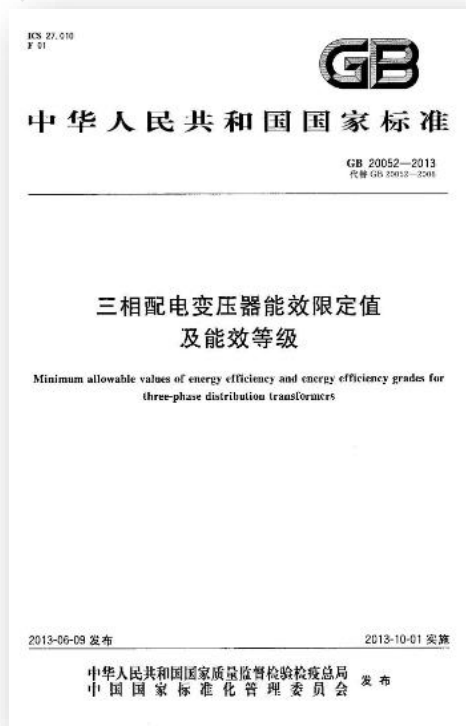 ICS 27.010
F 01
GB
中华人民共和国国家标准
GB 20052—2013
代替 GB 20052—2006
三相配电变压器能效限定值
及能效等级
Minimum allowable values of energy efficiency and energy efficiency grades for
three-phase distribution transformers
2013-06-09 发布
2013-10-01 实施
中华人民共和国国家质量监督检验检疫总局
中国国家标准化管理委员会
发布